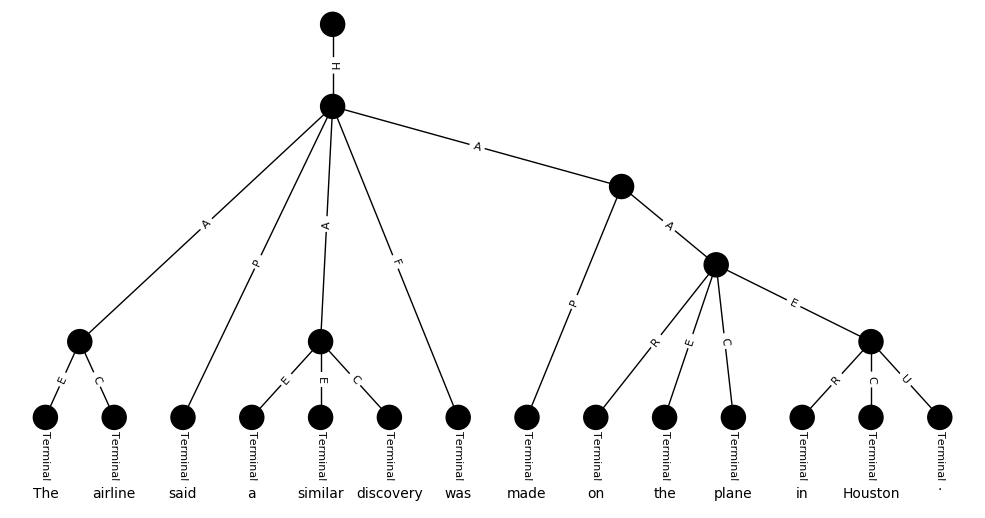 H
A
A
A
A
P
F
P
R
E
C
E
E
C
E
E
C
R
C
U
Terminal Terminal Terminal Terminal Terminal Terminal Terminal Terminal Terminal Terminal Terminal Terminal Terminal Terminal
The airline said a similar discovery was made on the plane in Houston .